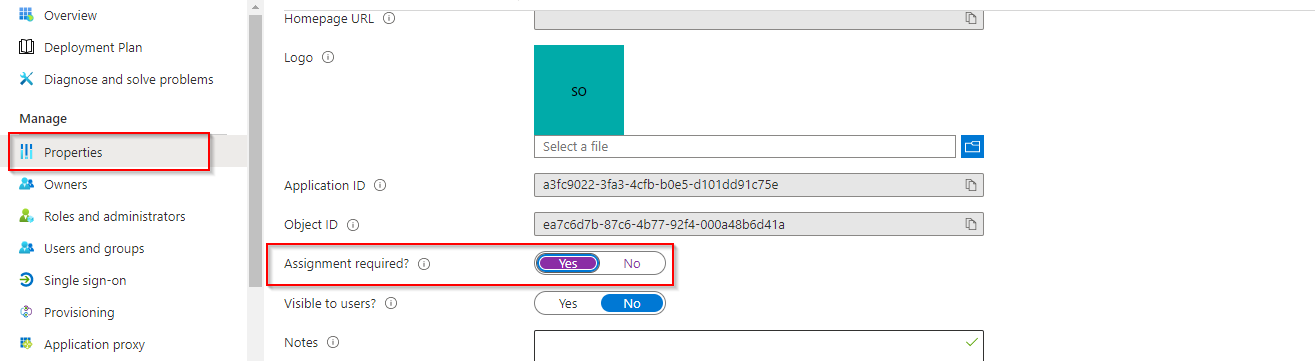 Overview
Deployment Plan
Diagnose and solve problems
Manage
Properties
Owners
Roles and administrators
Users and groups
Single sign-on
Provisioning
Application proxy
Homepage URL
Logo
SO
Select a file
Application ID
a3fc9022-3fa3-4cfb-b0e5-d101dd91c75e
Object ID
ea7c6d7b-87c6-4b77-92f4-000a48b6d41a
Assignment required? Yes No
Visible to users? Yes No
Notes